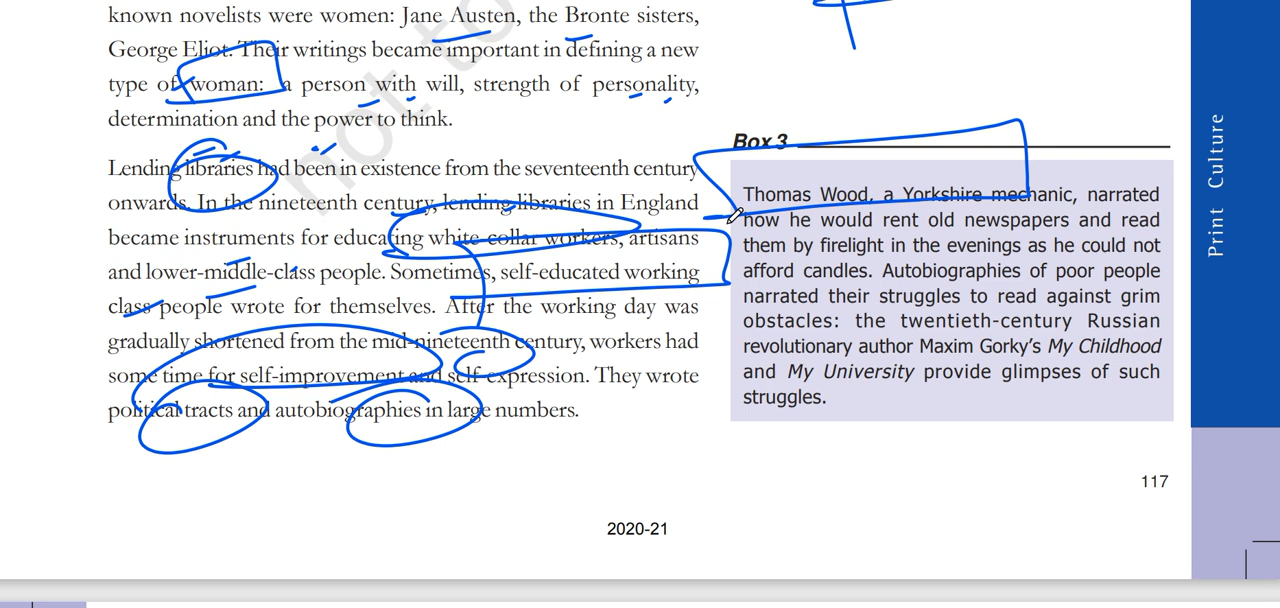 known novelists were women: Jane Austen, the Bronte sisters,
George Eliot. Their writings became important in defining a new
type of woman: a person with will, strength of personality,
determination and the power to think.
Lending libraries had been in existence from the seventeenth century
onwards. In the nineteenth century, lending libraries in England
became instruments for educating white-collar workers, artisans
and lower-middle-class people. Sometimes, self-educated working
class people wrote for themselves. After the working day was
gradually shortened from the mid-nineteenth century, workers had
some time for self-improvement and self-expression. They wrote
political tracts and autobiographies in large numbers.
Box 3
Thomas Wood, a Yorkshire mechanic, narrated
how he would rent old newspapers and read
them by firelight in the evenings as he could not
afford candles. Autobiographies of poor people
narrated their struggles to read against grim
obstacles: the twentieth-century Russian
revolutionary author Maxim Gorky's My Childhood
and My University provide glimpses of such
struggles.
Print Culture
117
2020-21
not to